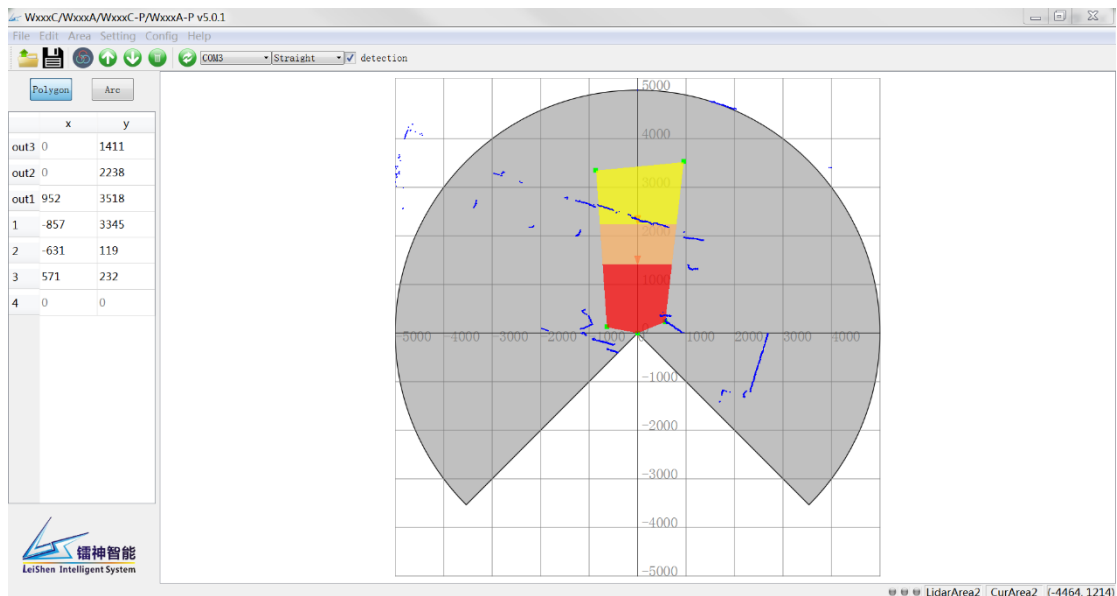 WxxxC/WxxxA/WxxxC-P/WxxxA-P v5.0.1
File Edit Area Setting Config Help
COM3 Straight detection
Polygon Arc
x y
out3 0 1411
out2 0 2238
out1 952 3518
1 -857 3345
2 -631 119
3 571 232
4 0 0
5000
4000
3000
2000
1000
-5000 -4000 -3000 -2000 -1000 0 1000 2000 3000 4000
-1000
-2000
-3000
-4000
-5000
镭神智能
LeiShen Intelligent System
LidarArea2 CurArea2 (-4464, 1214)